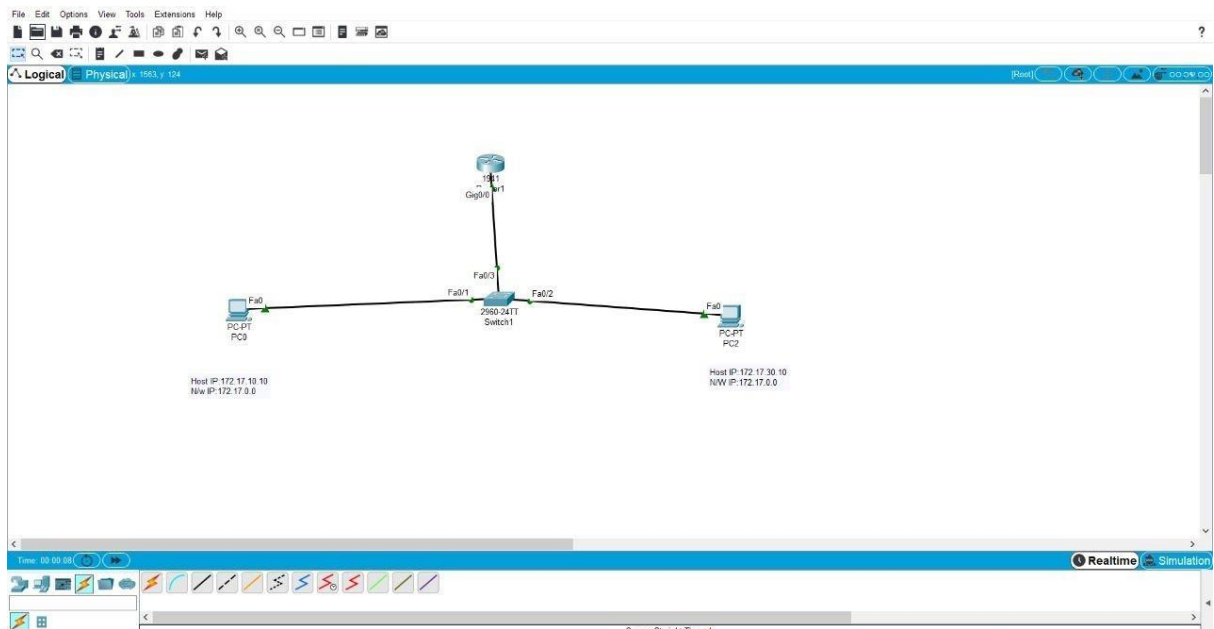 File Edit Options View Tools Extensions Help
?
Logical Physical x: 1563, y: 124 [Root]
1941
Gig0/0
Fa0/3
Fa0/1 Fa0/2
Fa0 Fa0
2960-24TT
Switch1
PC-PT
PC0
PC-PT
PC2
Host IP:172.17.10.10
N/w IP:172.17.0.0
Host IP:172.17.30.10
N/W IP:172.17.0.0
Time: 00:00:08 Realtime Simulation